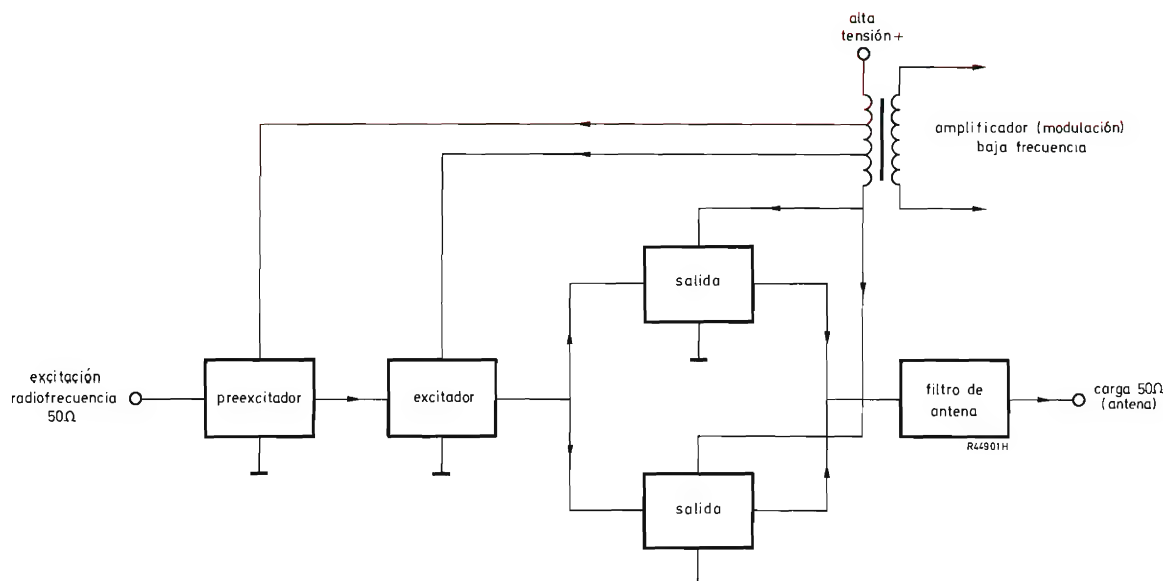 alta
tensión +
amplificador (modulación)
baja frecuencia
salida
excitación
radiofrecuencia
50Ω
preexcitador
excitador
filtro de
antena
carga 50Ω
(antena)
R44901H
salida